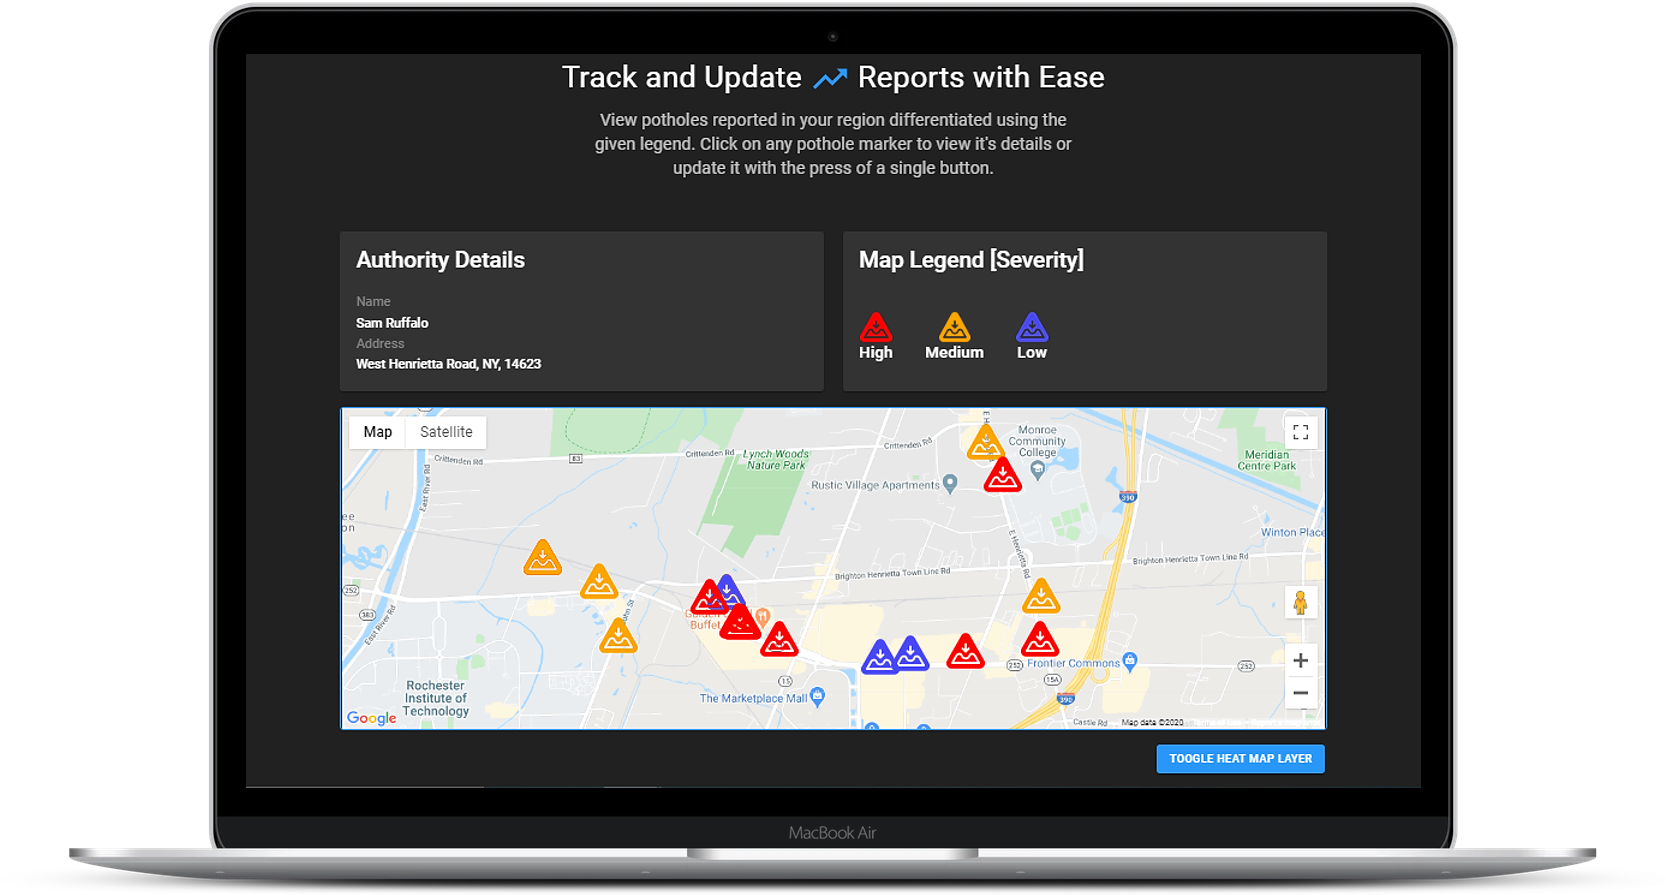 Track and Update Reports with Ease
View potholes reported in your region differentiated using the
given legend. Click on any pothole marker to view it's details or
update it with the press of a single button.
Authority Details
Name
Sam Ruffalo
Address
West Henrietta Road, NY, 14623
Map Legend [Severity]
High
Medium
Low
Map
Satellite
Crittenden Rd
83
Crittenden Rd
Lynch Woods
Nature Park
Crittenden Rd
Monroe
Community
College
Rustic Village Apartments
Meridian
Centre Park
390
Winton Place
East River Rd
E Henrietta Rd
Brighton Henrietta Town Line Rd
Brighton Henrietta Town Line Rd
252
383
East River Rd
John St
Buffet
Rochester
Institute of
Technology
15
The Marketplace Mall
252
Frontier Commons
15A
252
390
Castle Rd
Google
Map data ©2020
TOOGLE HEAT MAP LAYER
MacBook Air